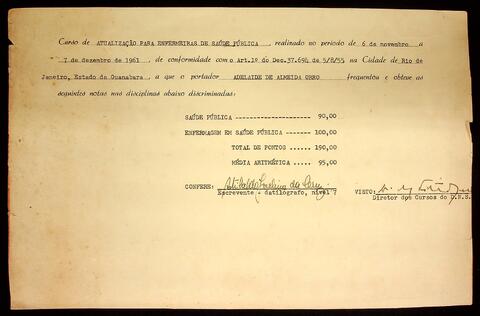 Curso de ATUALIZAÇÃO PARA ENFERMEIRAS DE SAÚDE PÚBLICA, realizado no período de 6 de novembro a
7 de dezembro de 1961, de conformidade com o Art.1º do Dec.37.694 de 5/8/55 na Cidade de Rio de
Janeiro, Estado da Guanabara, a que o portador ADELAIDE DE ALMEIDA ORRO frequentou e obteve as
seguintes notas nas disciplinas abaixo discriminadas:
SAÚDE PÚBLICA -------- 90,00
ENFERMAGEM EM SAÚDE PÚBLICA ------- 100,00
TOTAL DE PONTOS ----- 190,00
MÉDIA ARITMÉTICA ----- 95,00
CONFERE:
Escrevente - datilógrafo, nível 7
VISTO:
Diretor dos Cursos do D.N.S.